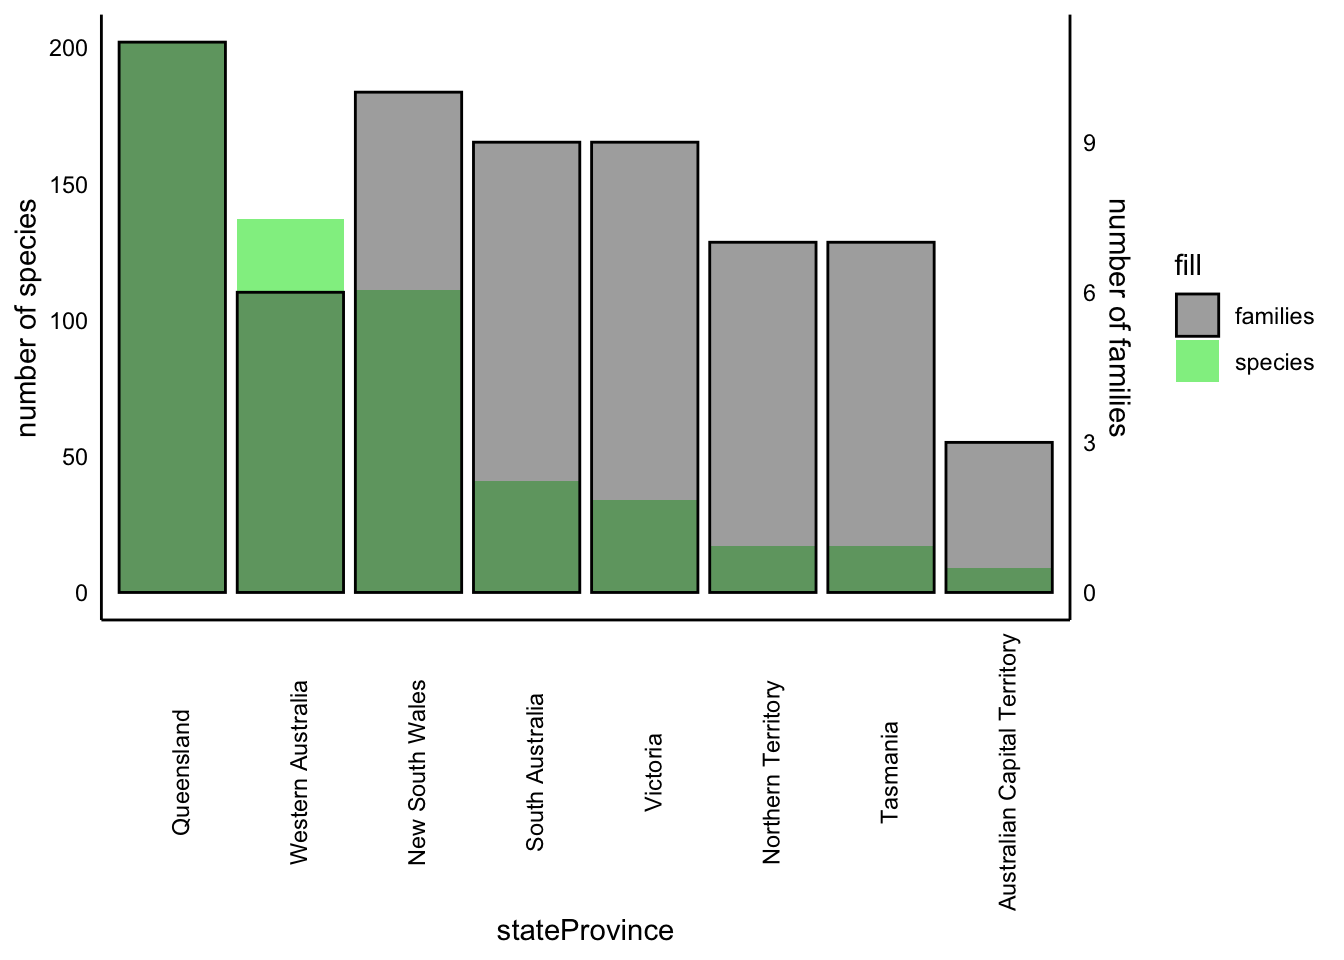 number of species
200
150
100
50
0
9
6
3
0
number of families
fill
families
species
Queensland
Western Australia
New South Wales
South Australia
Victoria
Northern Territory
Tasmania
Australian Capital Territory
stateProvince